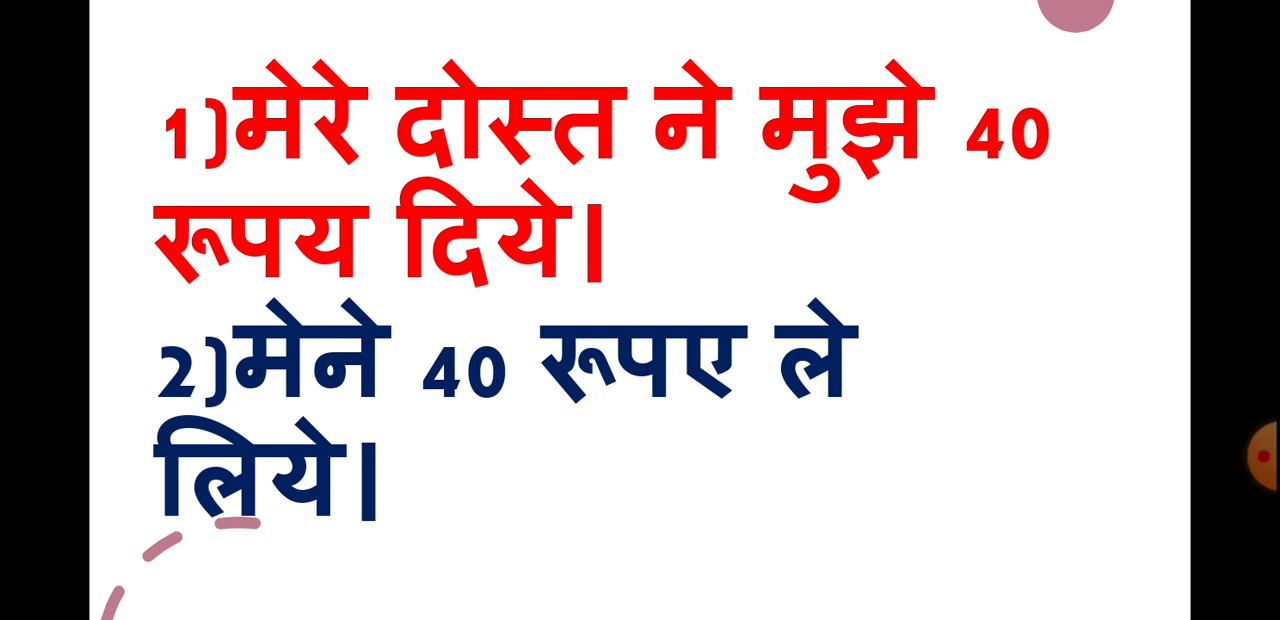 1)मेरे दोस्त ने मुझे 40
रूपय दिये।
2)मेने 40 रूपए ले
लिये।